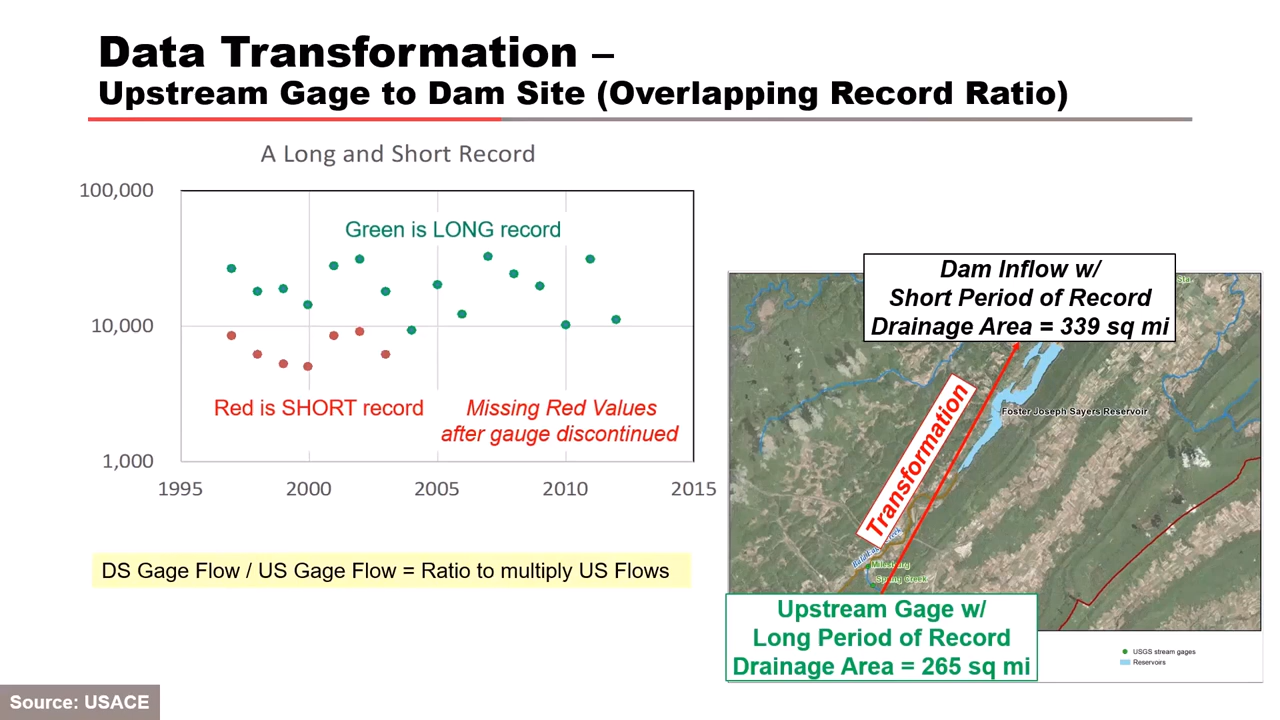 Data Transformation –
Upstream Gage to Dam Site (Overlapping Record Ratio)
A Long and Short Record
100,000
10,000
1,000
1995
2000
2005
2010
2015
Green is LONG record
Red is SHORT record
Missing Red Values
after gauge discontinued
DS Gage Flow / US Gage Flow = Ratio to multiply US Flows
Dam Inflow w/
Short Period of Record
Drainage Area = 339 sq mi
Transformation
Foster Joseph Sayers Reservoir
Milesburg
Spring Creek
Upstream Gage w/
Long Period of Record
Drainage Area = 265 sq mi
USGS stream gages
Reservoirs
Source: USACE